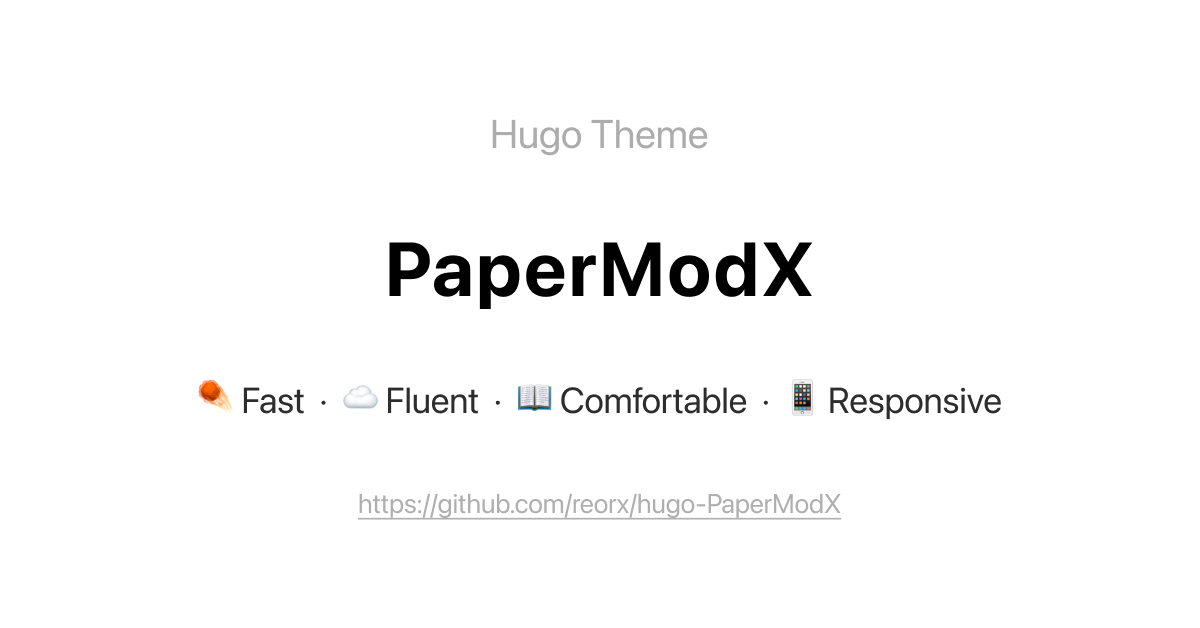 Hugo Theme
PaperModX
☄️ Fast · ☁️ Fluent · 📖 Comfortable · 📱 Responsive
https://github.com/reorx/hugo-PaperModX